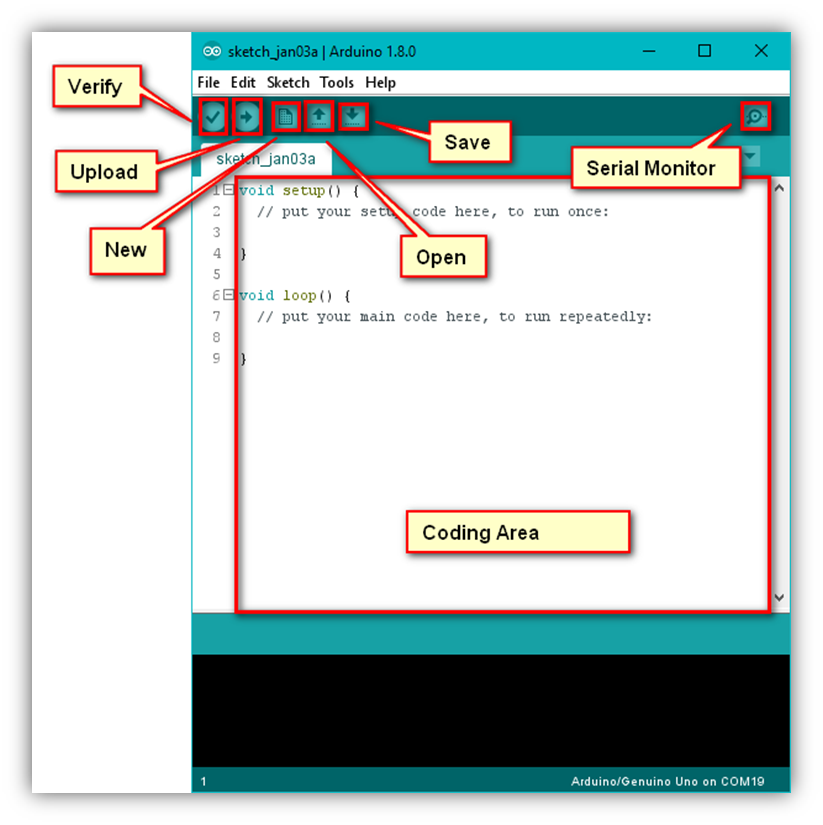 sketch_jan03a | Arduino 1.8.0
File Edit Sketch Tools Help
Verify
Upload
New
Open
Save
Serial Monitor
sketch_jan03a
1 void setup() {
2 // put your setup code here, to run once:
3
4 }
5
6 void loop() {
7 // put your main code here, to run repeatedly:
8
9 }
Coding Area
1 Arduino/Genuino Uno on COM19